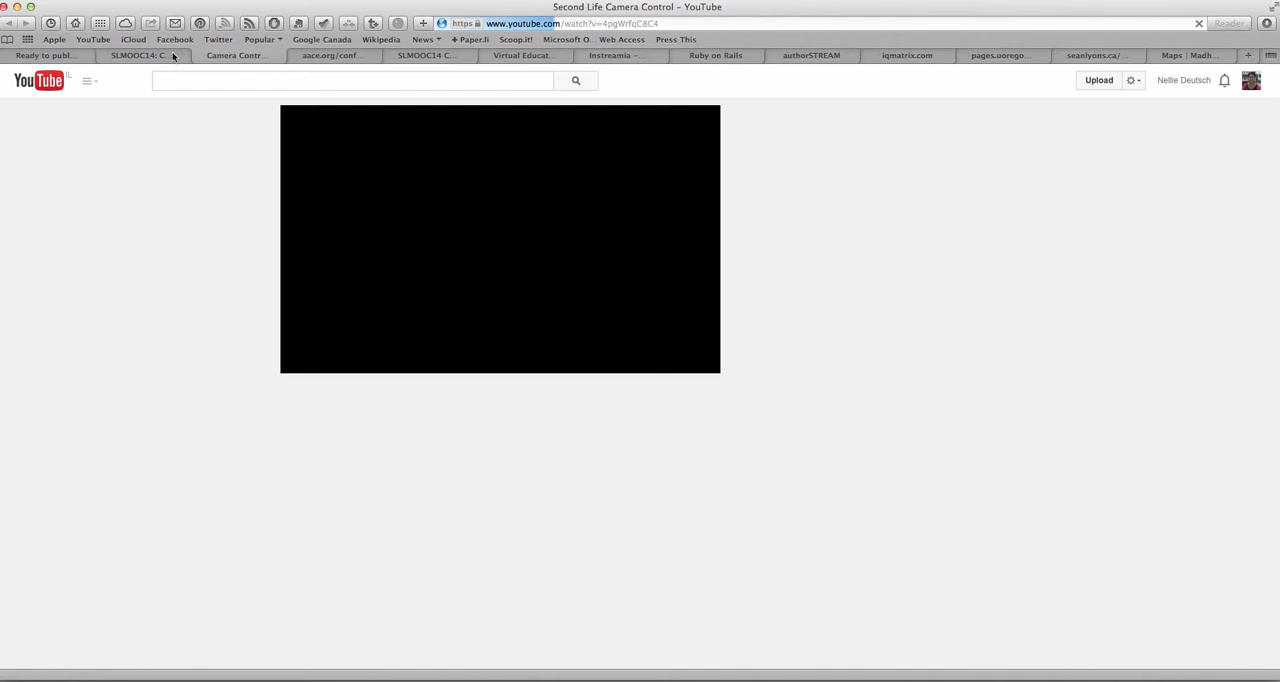 Second Life Camera Control – YouTube
https www.youtube.com/watch?v=4pgWrfqC8C4 Reader
Apple YouTube iCloud Facebook Twitter Popular Google Canada Wikipedia News + Paper.li Scoop.it! Microsoft O... Web Access Press This
Ready to publ... SLMOOC14: C... Camera Contr... aace.org/conf... SLMOOC14 C... Virtual Educat... Instreamia –... Ruby on Rails authorSTREAM iqmatrix.com pages.uorego... seanlyons.ca/... Maps | Madh...
YouTube IL Upload Nellie Deutsch